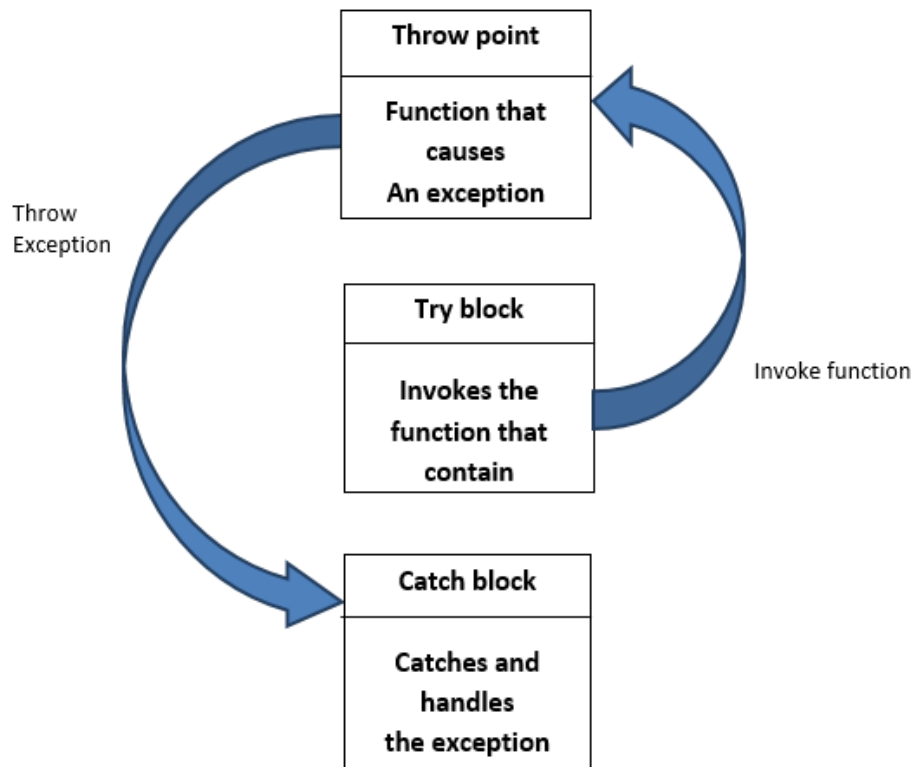 Throw point
Function that
causes
An exception
Throw
Exception
Try block
Invokes the
function that
contain
Invoke function
Catch block
Catches and
handles
the exception